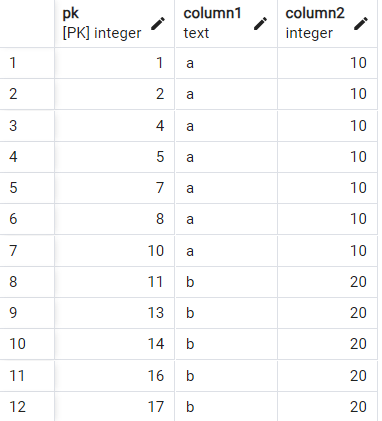 pk column1 column2
[PK] integer text integer
1 1 a 10
2 2 a 10
3 4 a 10
4 5 a 10
5 7 a 10
6 8 a 10
7 10 a 10
8 11 b 20
9 13 b 20
10 14 b 20
11 16 b 20
12 17 b 20